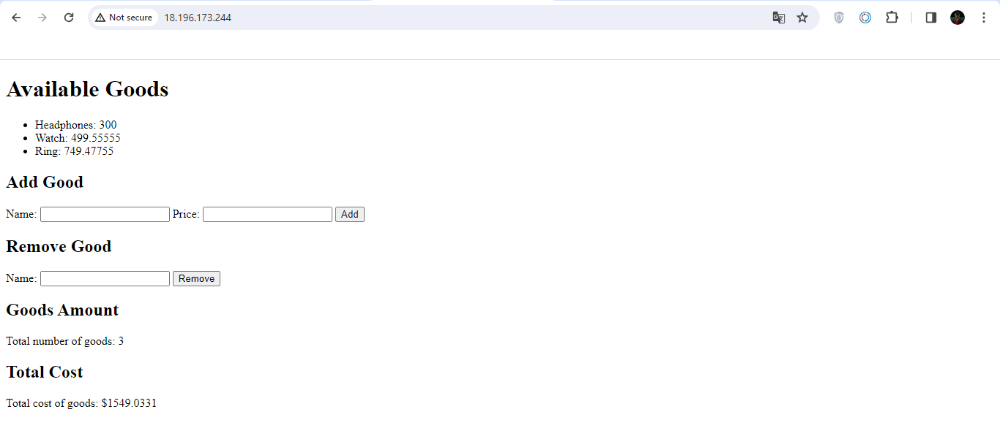 Not secure 18.196.173.244
Available Goods
Headphones: 300
Watch: 499.55555
Ring: 749.47755
Add Good
Name: Price: Add
Remove Good
Name: Remove
Goods Amount
Total number of goods: 3
Total Cost
Total cost of goods: $1549.0331